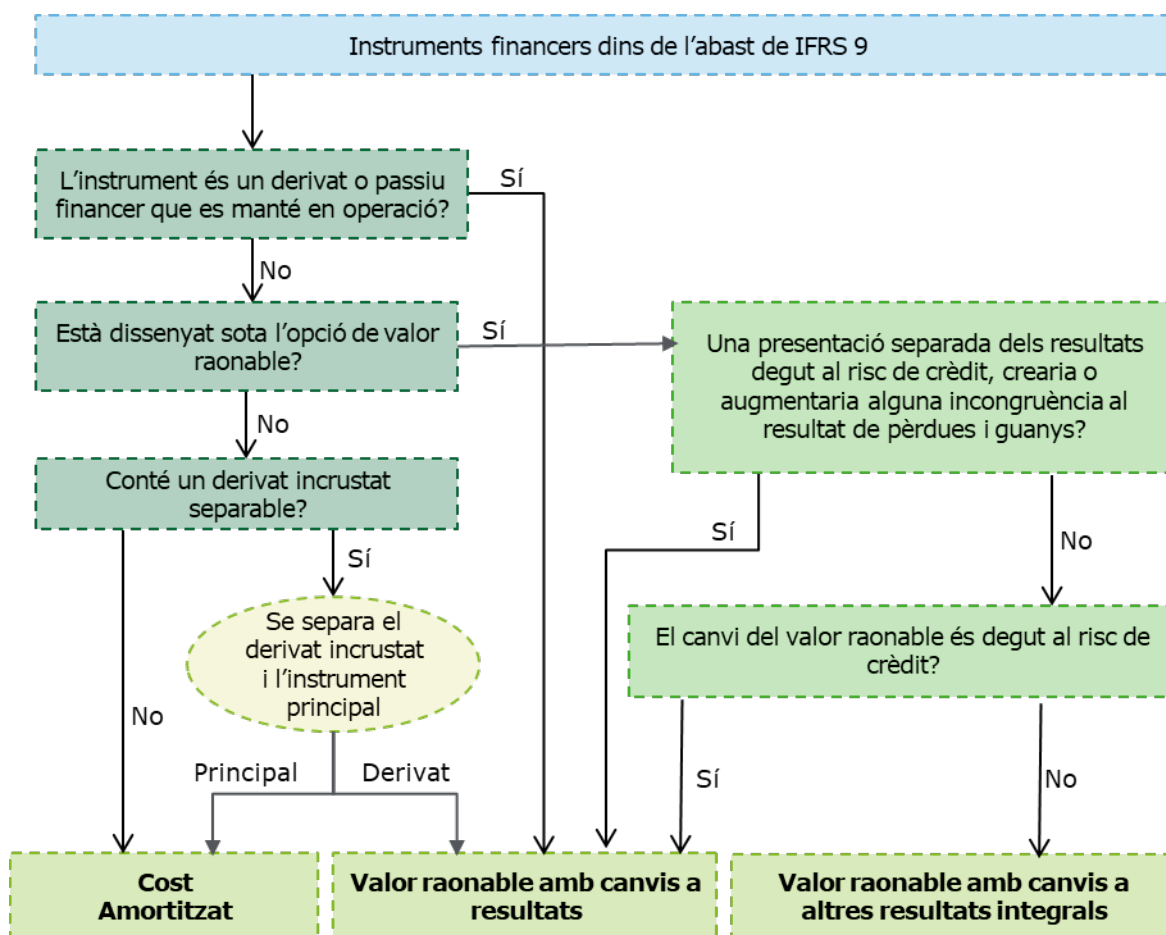 Instruments financers dins de l’abast de IFRS 9
L’instrument és un derivat o passiu
financer que es manté en operació?
Sí
No
Està dissenyat sota l’opció de valor
raonable?
Sí
Una presentació separada dels resultats
degut al risc de crèdit, crearia o
augmentaria alguna incongruència al
resultat de pèrdues i guanys?
No
Conté un derivat incrustat
separable?
Sí
No
Sí
Se separa el
derivat incrustat
i l’instrument
principal
El canvi del valor raonable és degut al risc de
crèdit?
No
Principal
Derivat
Sí
No
Cost
Amortitzat
Valor raonable amb canvis a
resultats
Valor raonable amb canvis a
altres resultats integrals